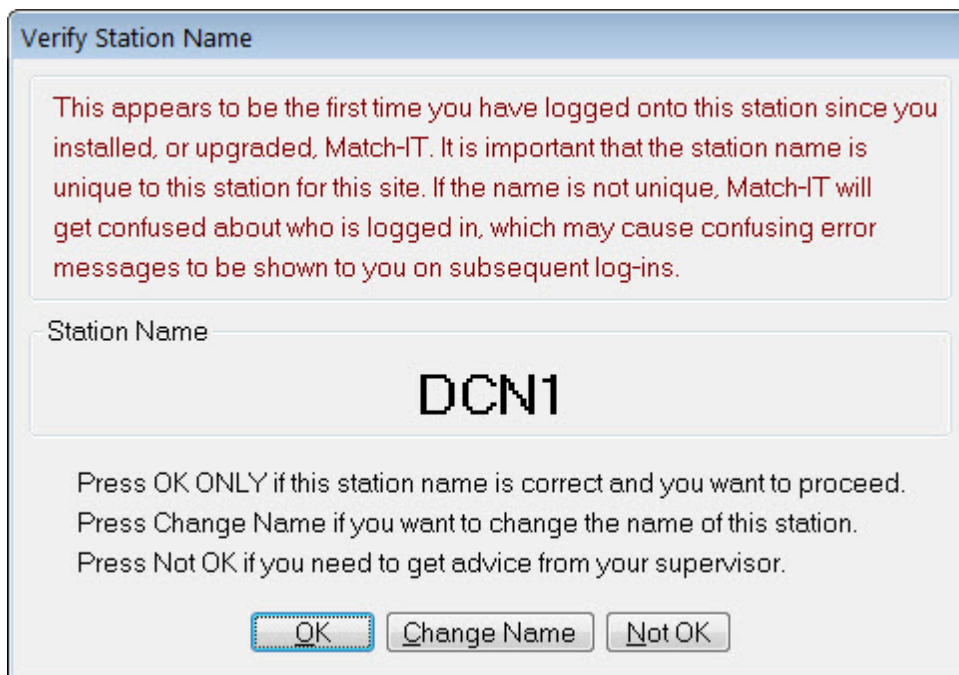 Verify Station Name
This appears to be the first time you have logged onto this station since you
installed, or upgraded, Match-IT. It is important that the station name is
unique to this station for this site. If the name is not unique, Match-IT will
get confused about who is logged in, which may cause confusing error
messages to be shown to you on subsequent log-ins.
Station Name
DCN1
Press OK ONLY if this station name is correct and you want to proceed.
Press Change Name if you want to change the name of this station.
Press Not OK if you need to get advice from your supervisor.
OK Change Name Not OK